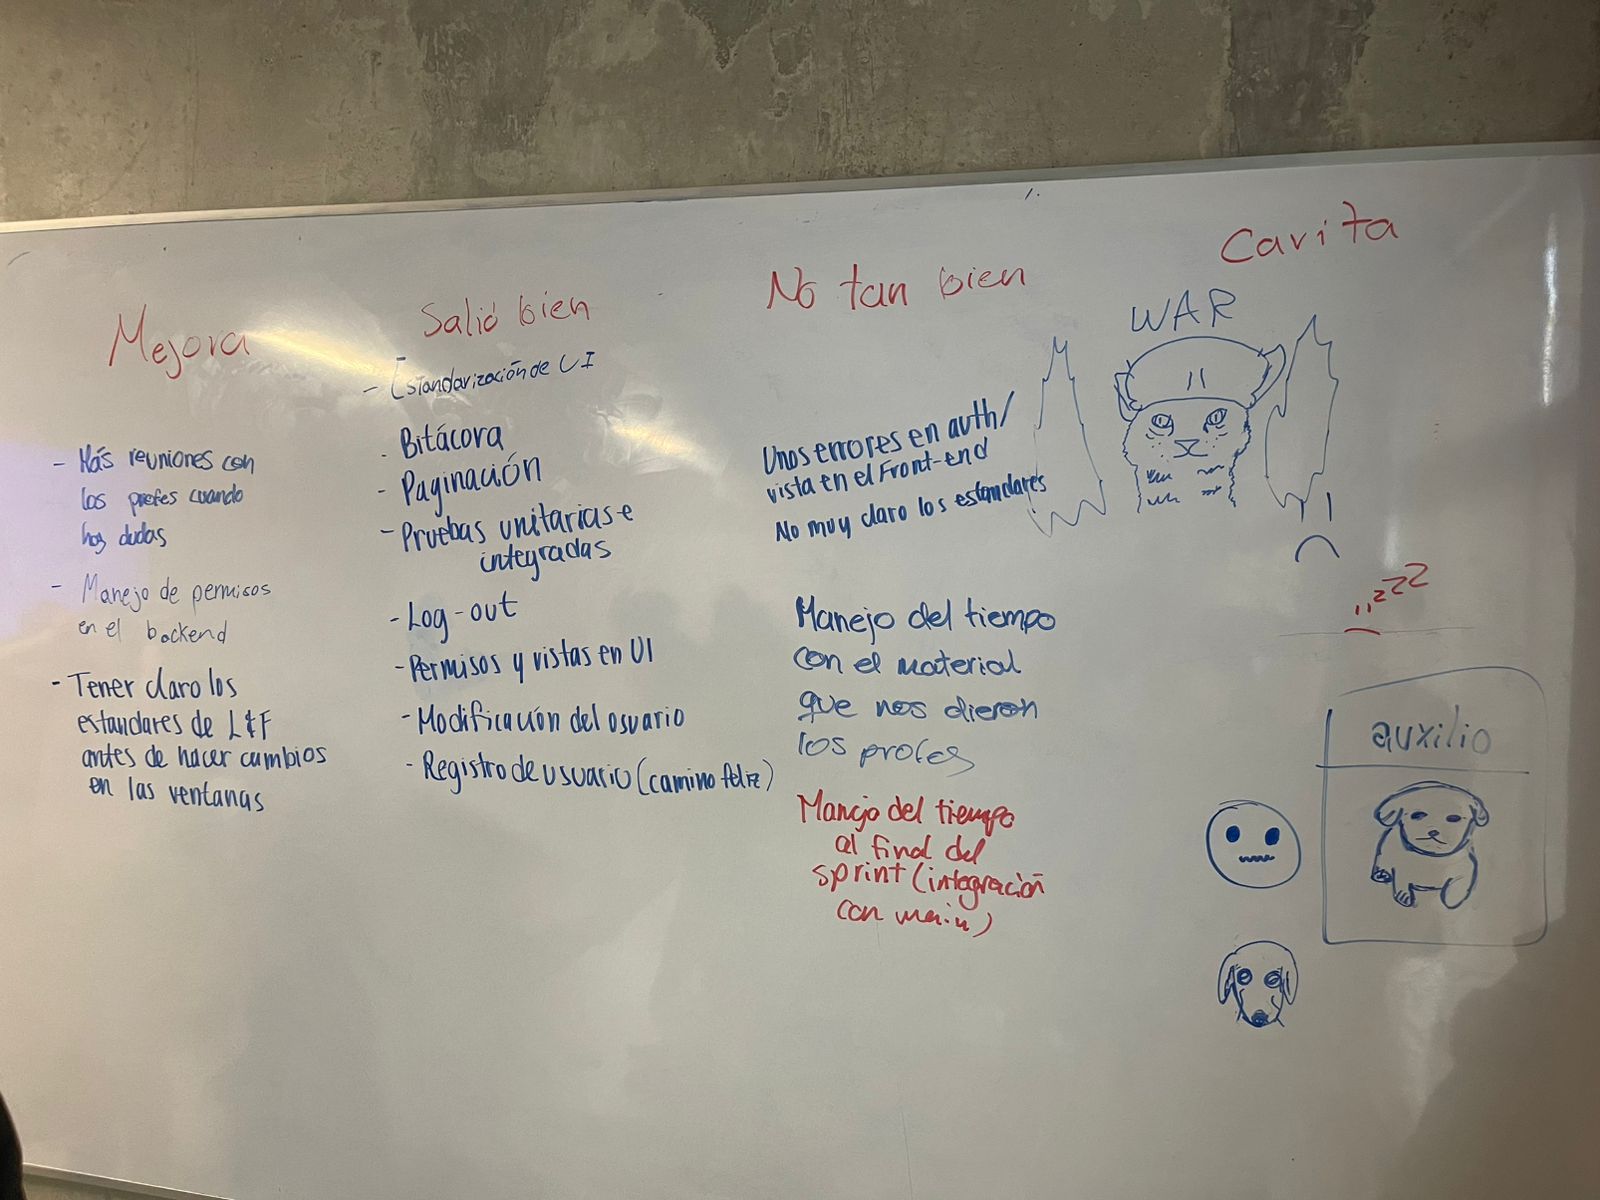 Mejora
- Más reuniones con
los profes cuando
hay dudas
- Manejo de permisos
en el backend
- Tener claro los
estandares de L&F
antes de hacer cambios
en las ventanas
Salió bien
- Estandarización de UI
- Bitácora
- Paginación
- Pruebas unitarias e
integradas
- Log-out
- Permisos y vistas en UI
- Modificación del osuario
- Registro de usuario (camino feliz)
No tan bien
Unos errores en auth/
vista en el Front-end
No muy claro los estandares
Manejo del tiempo
con el material
que nos dieron
los profes
Manejo del tiempo
al final del
sprint (integración
con main)
Carita
WAR
zzzz
auxilio